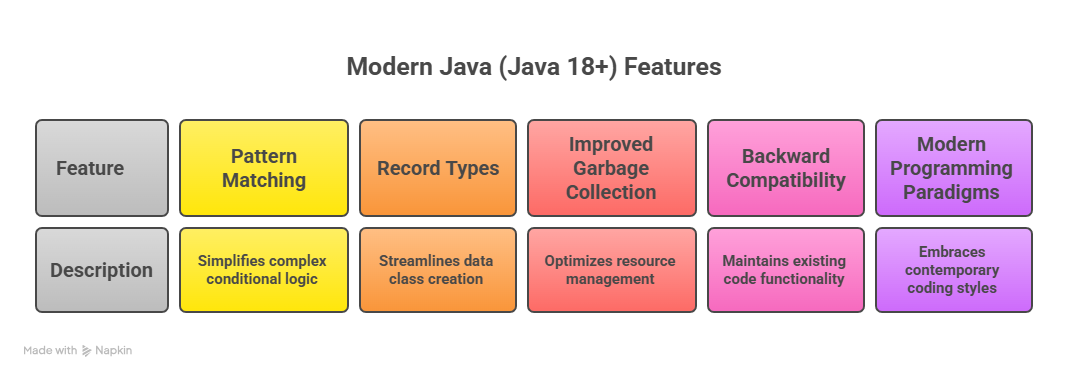 Modern Java (Java 18+) Features
Feature
Pattern
Matching
Record Types
Improved
Garbage
Collection
Backward
Compatibility
Modern
Programming
Paradigms
Description
Simplifies complex
conditional logic
Streamlines data
class creation
Optimizes resource
management
Maintains existing
code functionality
Embraces
contemporary
coding styles
Made with Napkin